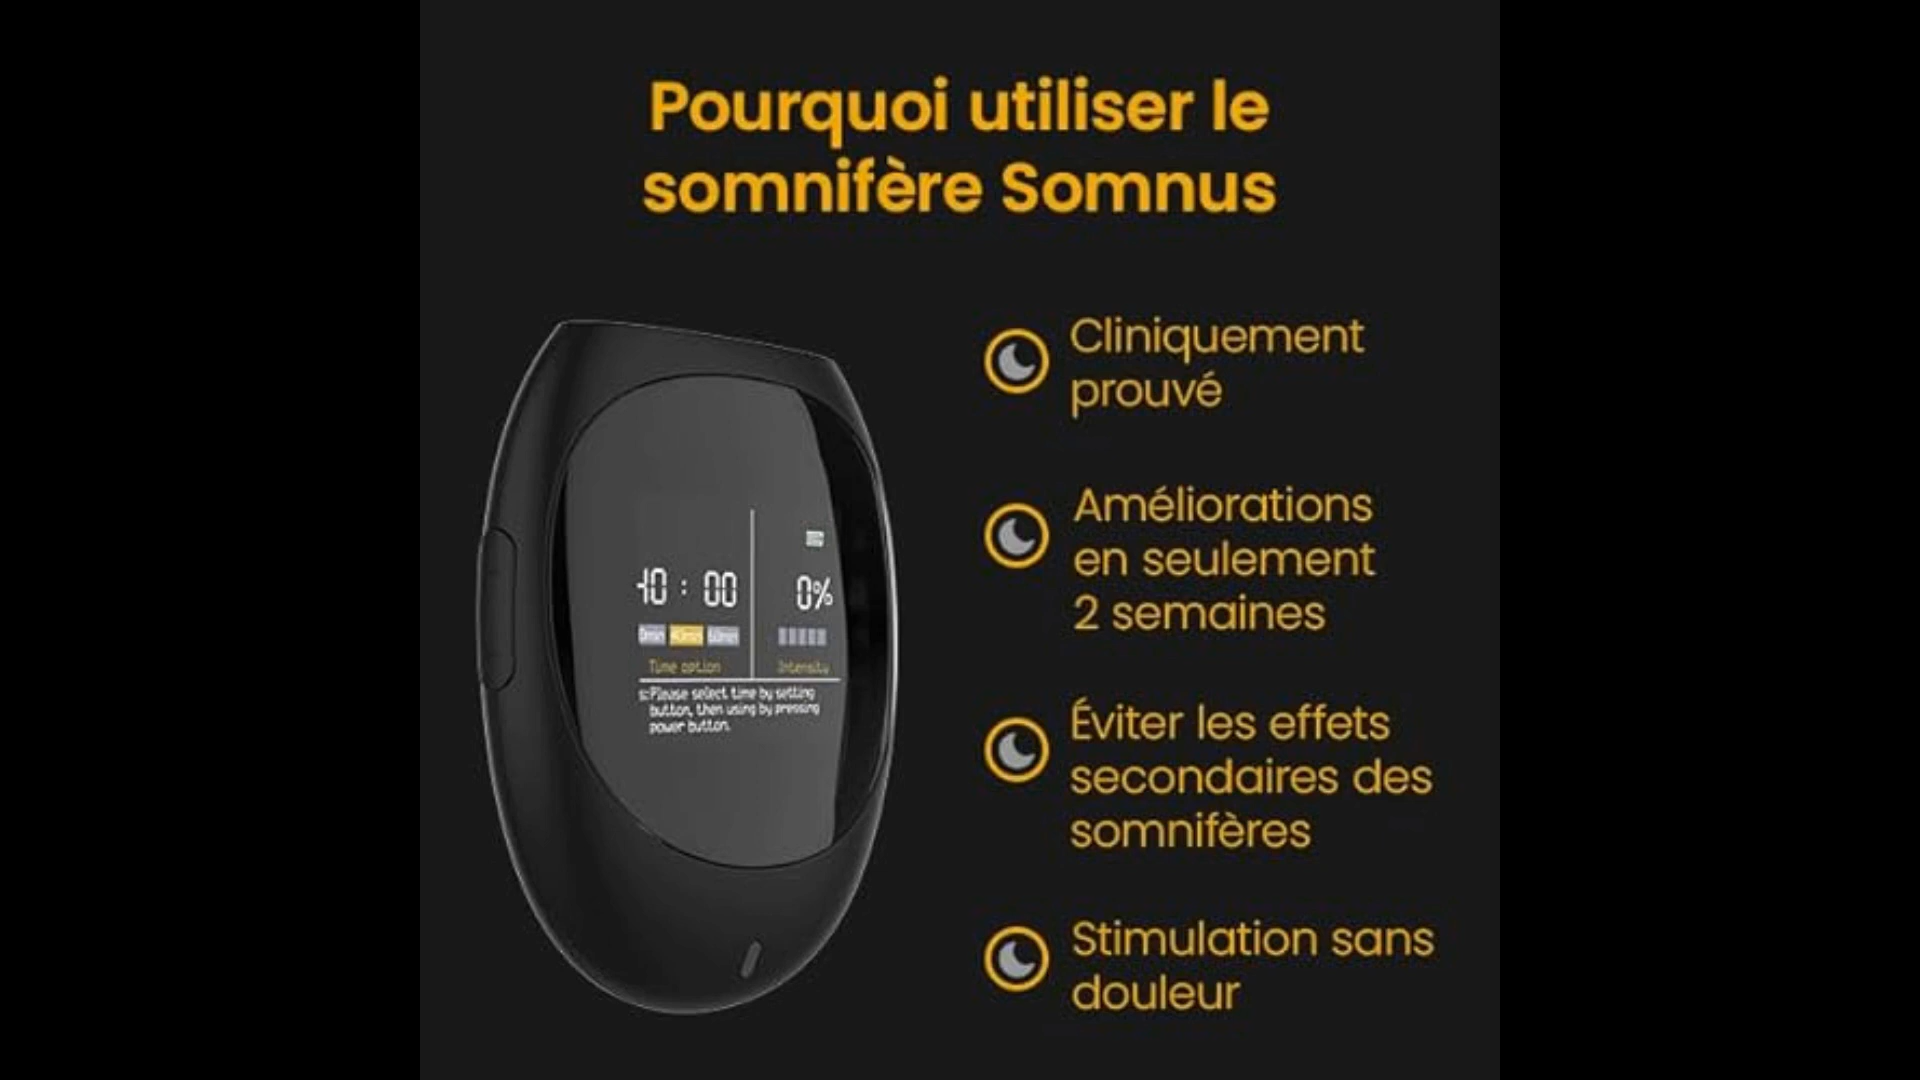 Pourquoi utiliser le
somnifère Somnus
Cliniquement
prouvé
Améliorations
en seulement
2 semaines
Éviter les effets
secondaires des
somnifères
Stimulation sans
douleur
10 : 00
0%
Time option
Intensity
Please select time by setting
button, then using by pressing
power button.